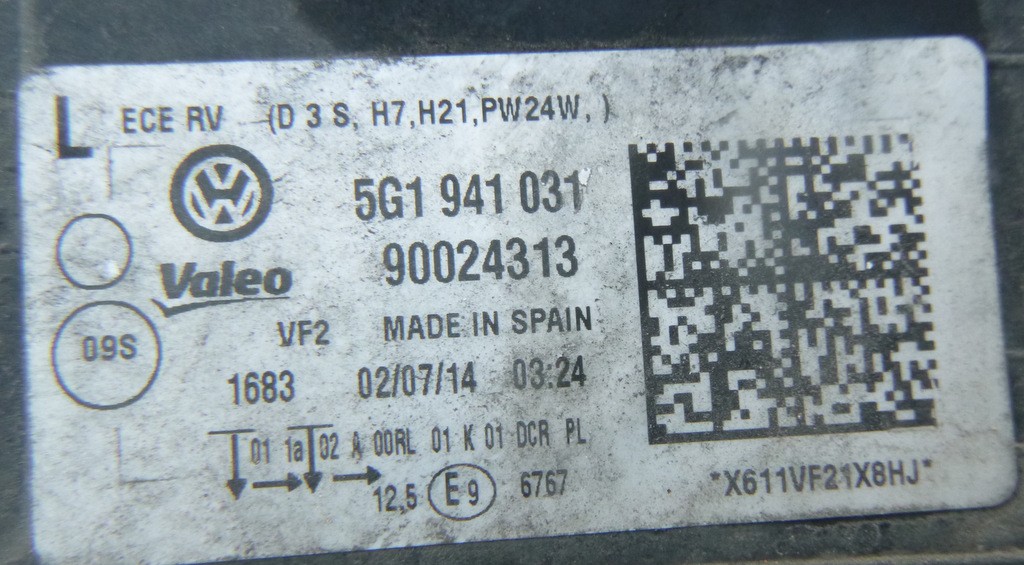 L ECE RV (D 3 S, H7,H21,PW24W, )
5G1 941 031
90024313
Valeo
VF2 MADE IN SPAIN
09S
1683 02/07/14 03:24
01 1a 02 A 00RL 01 K 01 DCR PL
12,5 E9 6767
*X611VF21X8HJ*